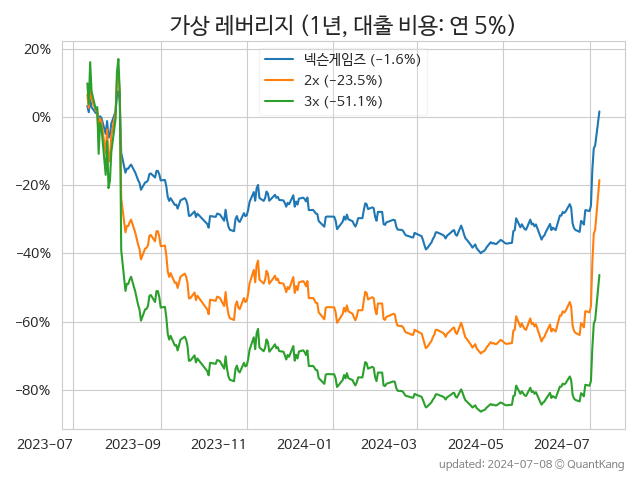 가상 레버리지 (1년, 대출 비용: 연 5%)
넥슨게임즈 (−1.6%)
2x (−23.5%)
3x (−51.1%)
20%
0%
−20%
−40%
−60%
−80%
2023-07
2023-09
2023-11
2024-01
2024-03
2024-05
2024-07
updated: 2024-07-08 © QuantKang